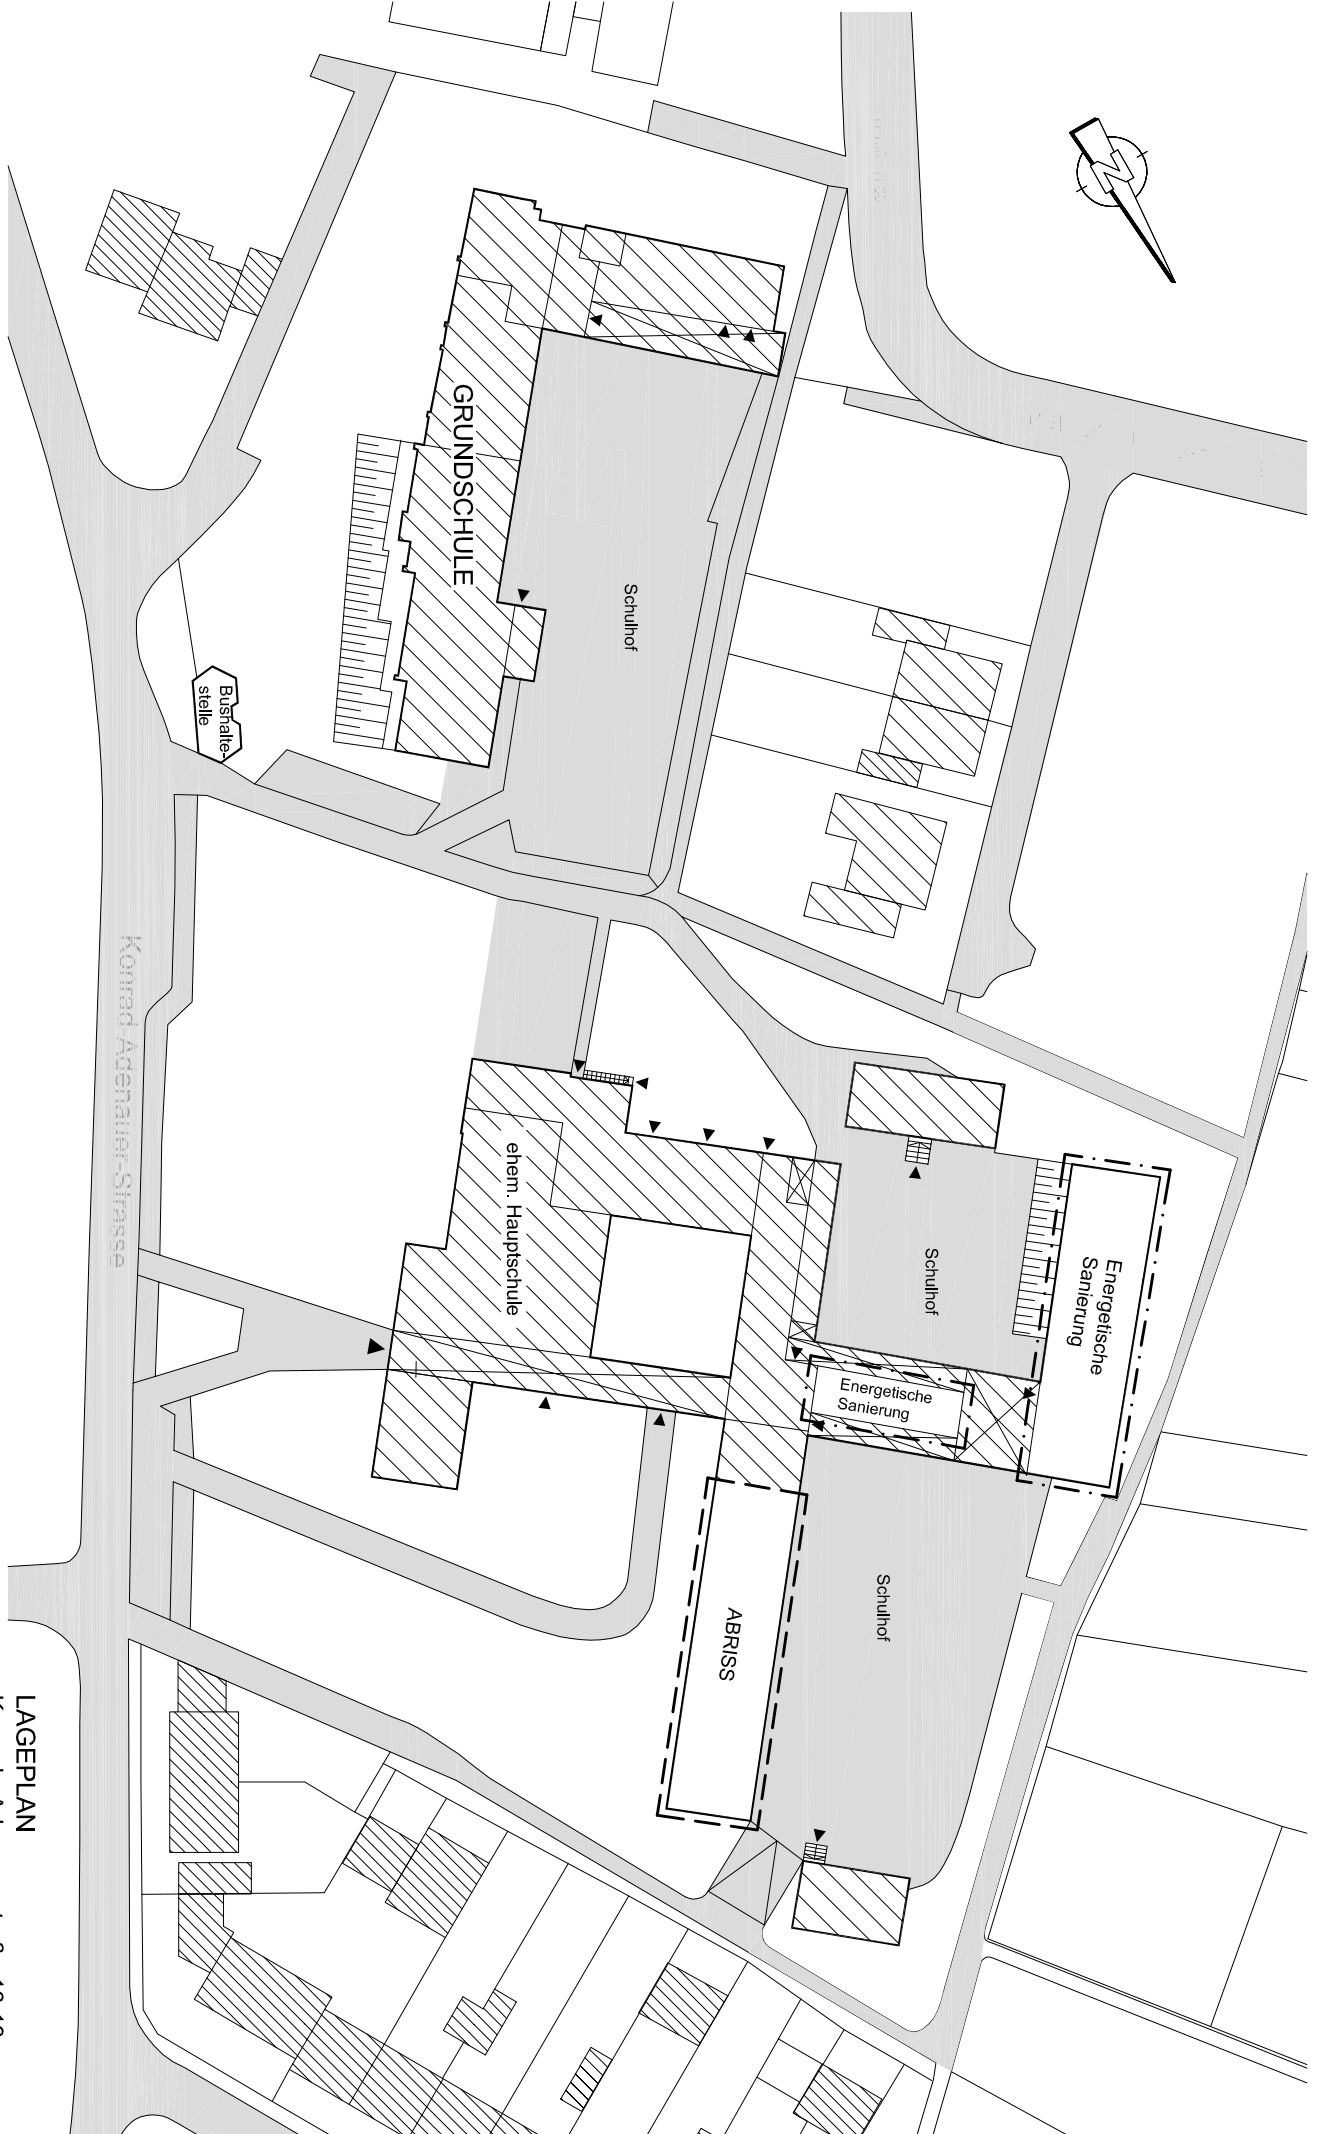 GRUNDSCHULE
Schulhof
Bushalte-
stelle
Konrad-Adenauer-Strasse
ehem. Hauptschule
Schulhof
Energetische
Sanierung
Energetische
Sanierung
Schulhof
ABRISS
LAGEPLAN
N